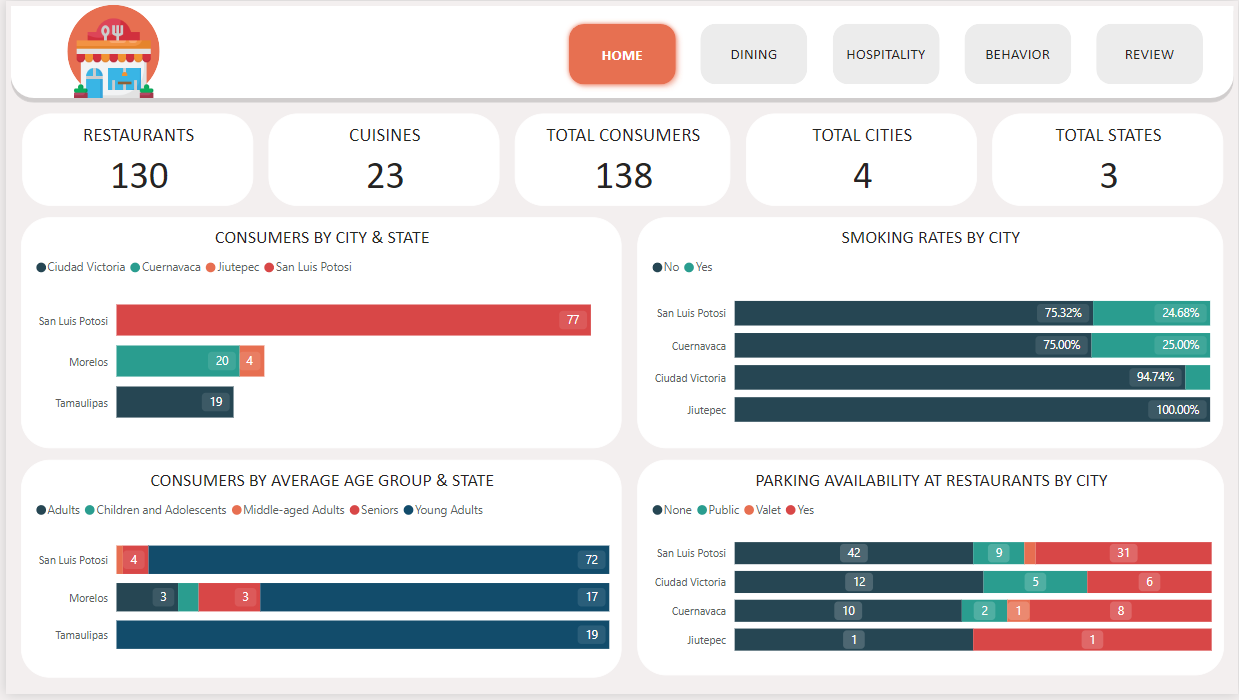 HOME
DINING
HOSPITALITY
BEHAVIOR
REVIEW
RESTAURANTS
130
CUISINES
23
TOTAL CONSUMERS
138
TOTAL CITIES
4
TOTAL STATES
3
CONSUMERS BY CITY & STATE
Ciudad Victoria Cuernavaca Jiutepec San Luis Potosi
San Luis Potosi 77
Morelos 20 4
Tamaulipas 19
SMOKING RATES BY CITY
No Yes
San Luis Potosi 75.32% 24.68%
Cuernavaca 75.00% 25.00%
Ciudad Victoria 94.74%
Jiutepec 100.00%
CONSUMERS BY AVERAGE AGE GROUP & STATE
Adults Children and Adolescents Middle-aged Adults Seniors Young Adults
San Luis Potosi 4 72
Morelos 3 3 17
Tamaulipas 19
PARKING AVAILABILITY AT RESTAURANTS BY CITY
None Public Valet Yes
San Luis Potosi 42 9 31
Ciudad Victoria 12 5 6
Cuernavaca 10 2 1 8
Jiutepec 1 1